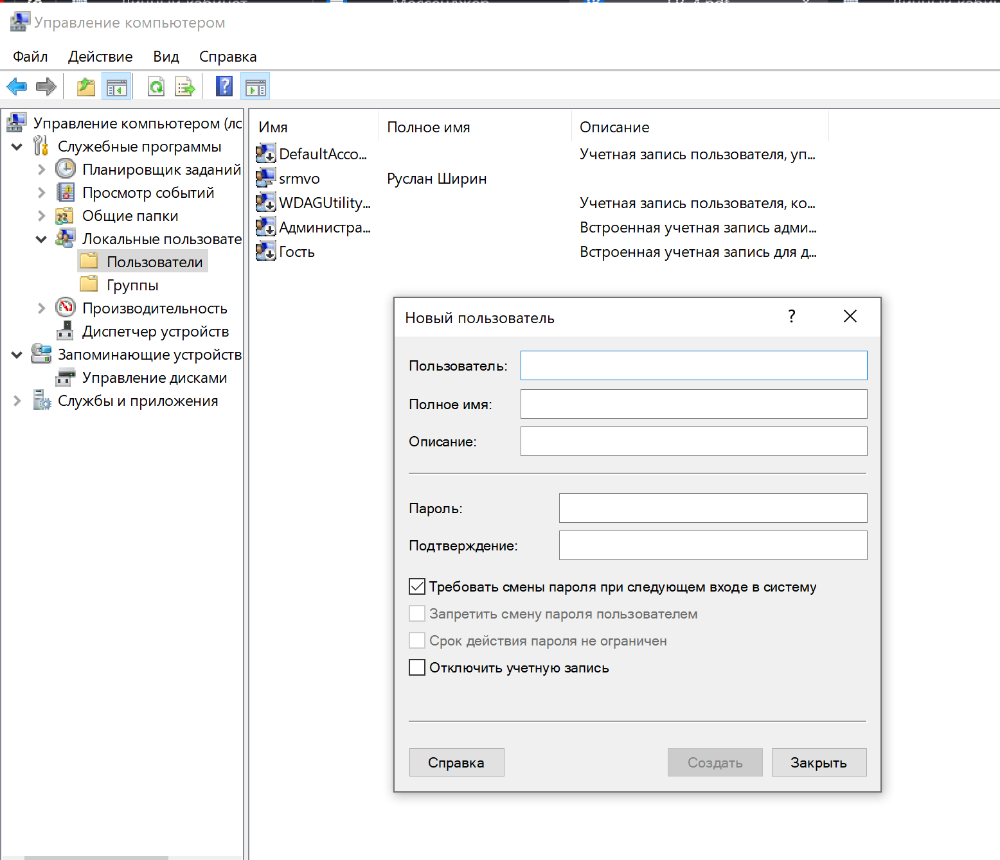 Управление компьютером
Файл Действие Вид Справка
Управление компьютером (лс
Служебные программы
Планировщик заданий
Просмотр событий
Общие папки
Локальные пользовате
Пользователи
Группы
Производительность
Диспетчер устройств
Запоминающие устройств
Управление дисками
Службы и приложения
Имя Полное имя Описание
DefaultAcco... Учетная запись пользователя, уп...
srmvo Руслан Ширин
WDAGUtility... Учетная запись пользователя, ко...
Администра... Встроенная учетная запись адми...
Гость Встроенная учетная запись для д...
Новый пользователь
?
Пользователь:
Полное имя:
Описание:
Пароль:
Подтверждение:
Требовать смены пароля при следующем входе в систему
Запретить смену пароля пользователем
Срок действия пароля не ограничен
Отключить учетную запись
Справка Создать Закрыть